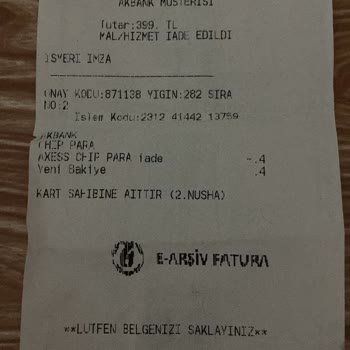 AKBANK MUSTERISI
Tutar:399, TL
MAL/HIZMET IADE EDILDI
ISYERI IMZA
ONAY KODU:871138 YIGIN:282 SIRA
NO:2
Islem Kodu:2312 41442 13759
AKBANK
CHIP PARA
AXESS CHIP PARA iade -.4
Yeni Bakiye .4
KART SAHIBINE AITTIR (2.NUSHA)
E-ARŞİV FATURA
**LUTFEN BELGENIZI SAKLAYINIZ**